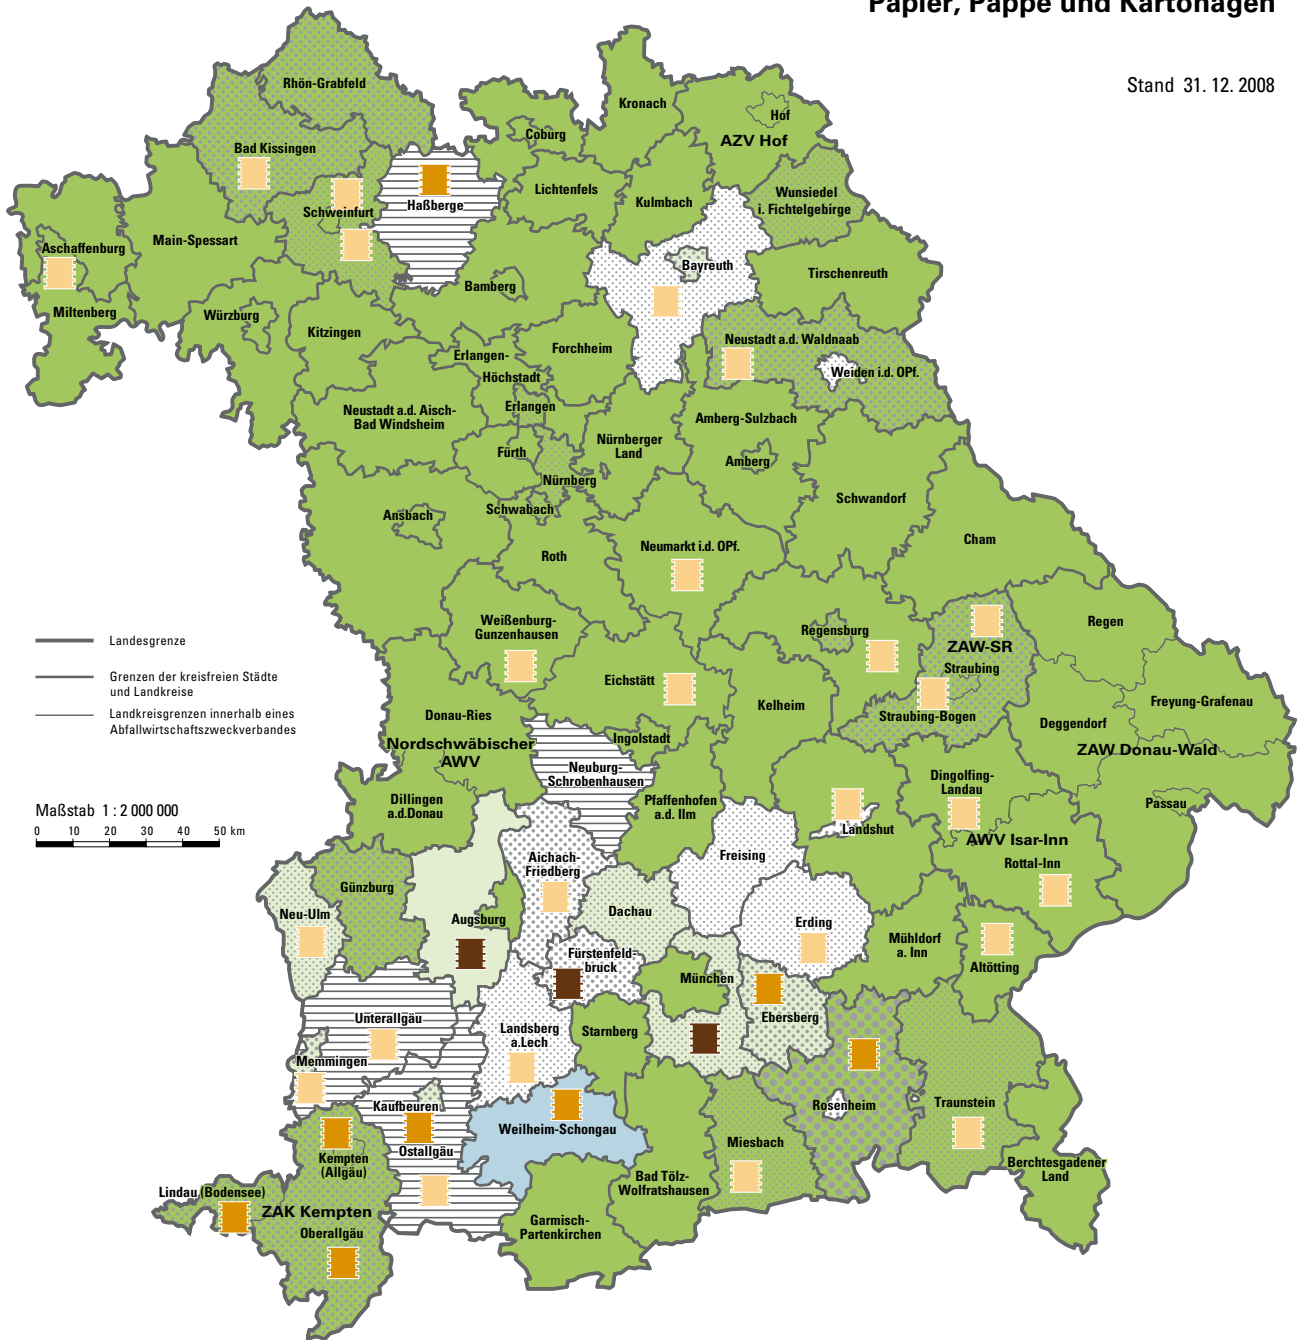 Papier, Pappe und Kartonagen
Stand 31. 12. 2008
Rhön-Grabfeld
Kronach
Hof
Coburg
AZV Hof
Bad Kissingen
Lichtenfels
Wunsiedel
i. Fichtelgebirge
Kulmbach
Haßberge
Schweinfurt
Main-Spessart
Aschaffenburg
Bayreuth
Tirschenreuth
Bamberg
Miltenberg
Würzburg
Kitzingen
Neustadt a.d. Waldnaab
Forchheim
Erlangen-
Höchstadt
Weiden i.d. OPf.
Erlangen
Neustadt a.d. Aisch-
Bad Windsheim
Amberg-Sulzbach
Nürnberger
Land
Fürth
Amberg
Nürnberg
Schwandorf
Schwabach
Ansbach
Cham
Neumarkt i.d. OPf.
Roth
Weißenburg-
Gunzenhausen
Regensburg
Regen
ZAW-SR
Straubing
Landesgrenze
Grenzen der kreisfreien Städte
und Landkreise
Landkreisgrenzen innerhalb eines
Abfallwirtschaftszweckverbandes
Eichstätt
Kelheim
Freyung-Grafenau
Straubing-Bogen
Deggendorf
Donau-Ries
Nordschwäbischer
AWV
Ingolstadt
ZAW Donau-Wald
Neuburg-
Schrobenhausen
Dingolfing-
Landau
Dillingen
a.d.Donau
Pfaffenhofen
a.d. Ilm
Passau
Maßstab 1 : 2 000 000
0 10 20 30 40 50 km
Landshut
AWV Isar-Inn
Rottal-Inn
Freising
Aichach-
Friedberg
Günzburg
Neu-Ulm
Dachau
Augsburg
Erding
Mühldorf
a. Inn
Altötting
Fürstenfeld-
bruck
München
Ebersberg
Unterallgäu
Landsberg
a.Lech
Starnberg
Memmingen
Kaufbeuren
Rosenheim
Traunstein
Weilheim-Schongau
Ostallgäu
Miesbach
Kempten
(Allgäu)
Berchtesgadener
Land
Bad Tölz-
Wolfratshausen
Lindau (Bodensee)
ZAK Kempten
Oberallgäu
Garmisch-
Partenkirchen